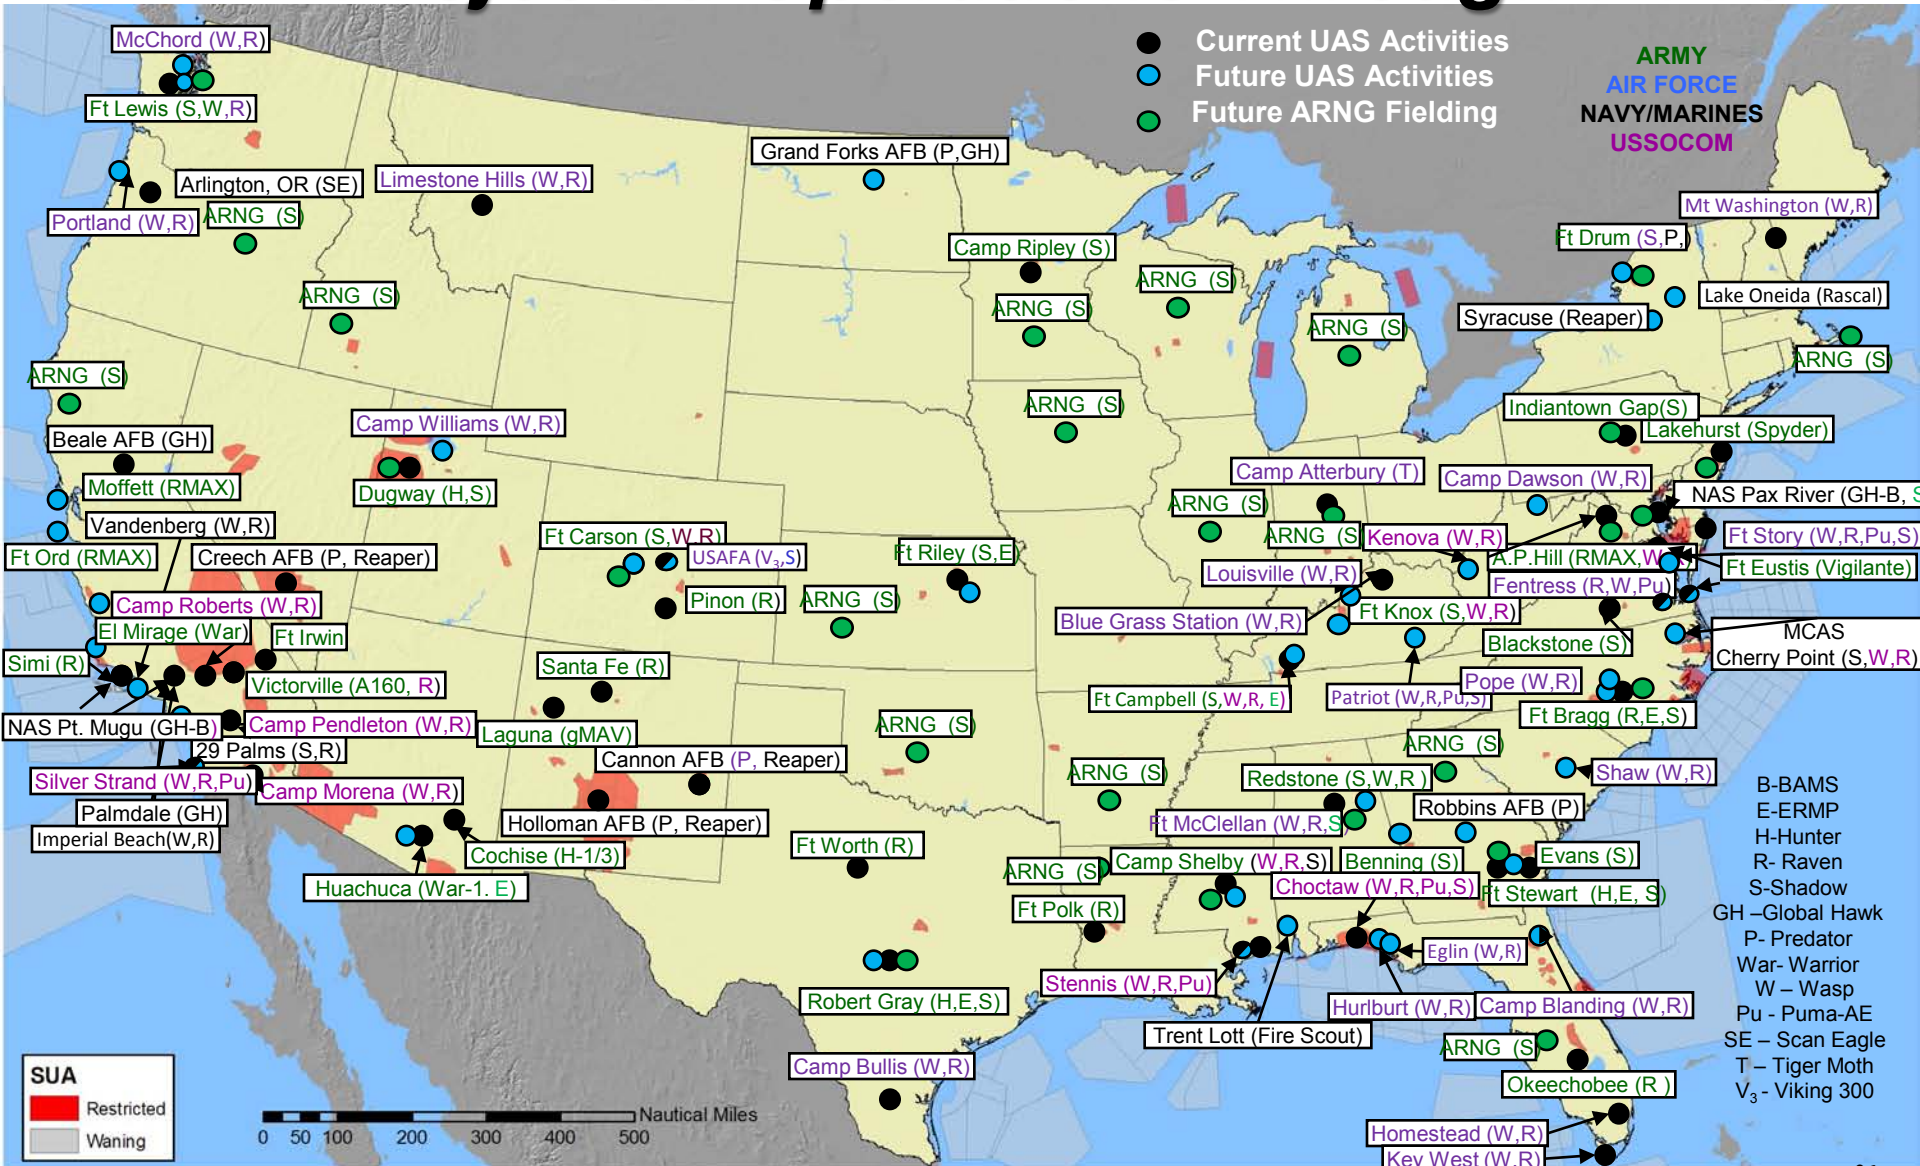 Current UAS Activities
Future UAS Activities
Future ARNG Fielding
ARMY
AIR FORCE
NAVY/MARINES
USSOCOM
McChord (W,R)
Ft Lewis (S,W,R)
Grand Forks AFB (P,GH)
Arlington, OR (SE)
Limestone Hills (W,R)
Portland (W,R)
ARNG (S)
Mt Washington (W,R)
Ft Drum (S,P,)
Camp Ripley (S)
ARNG (S)
ARNG (S)
ARNG (S)
ARNG (S)
Lake Oneida (Rascal)
Syracuse (Reaper)
ARNG (S)
ARNG (S)
ARNG (S)
ARNG (S)
Indiantown Gap(S)
Lakehurst (Spyder)
Beale AFB (GH)
Camp Williams (W,R)
Moffett (RMAX)
Dugway (H,S)
Camp Atterbury (T)
Camp Dawson (W,R)
NAS Pax River (GH-B, S
ARNG (S)
Vandenberg (W,R)
Ft Carson (S,W,R)
ARNG (S)
Kenova (W,R)
Ft Story (W,R,Pu,S)
Ft Ord (RMAX)
Creech AFB (P, Reaper)
USAFA (V3,S)
Ft Riley (S,E)
A.P.Hill (RMAX,W
Ft Eustis (Vigilante)
Louisville (W,R)
Fentress (R,W,Pu)
Camp Roberts (W,R)
Pinon (R)
ARNG (S)
Ft Knox (S,W,R)
El Mirage (War)
Ft Irwin
Blue Grass Station (W,R)
Blackstone (S)
MCAS
Cherry Point (S,W,R)
Simi (R)
Santa Fe (R)
Victorville (A160, R)
Ft Campbell (S,W,R, E)
Patriot (W,R,Pu,S)
Pope (W,R)
Ft Bragg (R,E,S)
NAS Pt. Mugu (GH-B)
Camp Pendleton (W,R)
Laguna (gMAV)
ARNG (S)
29 Palms (S,R)
Cannon AFB (P, Reaper)
ARNG (S)
ARNG (S)
Redstone (S,W,R )
Shaw (W,R)
Silver Strand (W,R,Pu)
Camp Morena (W,R)
Palmdale (GH)
Holloman AFB (P, Reaper)
Robbins AFB (P)
Ft McClellan (W,R,S)
Imperial Beach(W,R)
Cochise (H-1/3)
Ft Worth (R)
ARNG (S)
Camp Shelby (W,R,S)
Benning (S)
Evans (S)
Huachuca (War-1. E)
Choctaw (W,R,Pu,S)
Ft Stewart (H,E, S)
Ft Polk (R)
Eglin (W,R)
Stennis (W,R,Pu)
Robert Gray (H,E,S)
Hurlburt (W,R)
Camp Blanding (W,R)
Trent Lott (Fire Scout)
ARNG (S)
Camp Bullis (W,R)
Okeechobee (R )
Homestead (W,R)
Key West (W,R)
B-BAMS
E-ERMP
H-Hunter
R- Raven
S-Shadow
GH –Global Hawk
P- Predator
War- Warrior
W – Wasp
Pu - Puma-AE
SE – Scan Eagle
T – Tiger Moth
V3 - Viking 300
SUA
Restricted
Waning
Nautical Miles
0 50 100 200 300 400 500